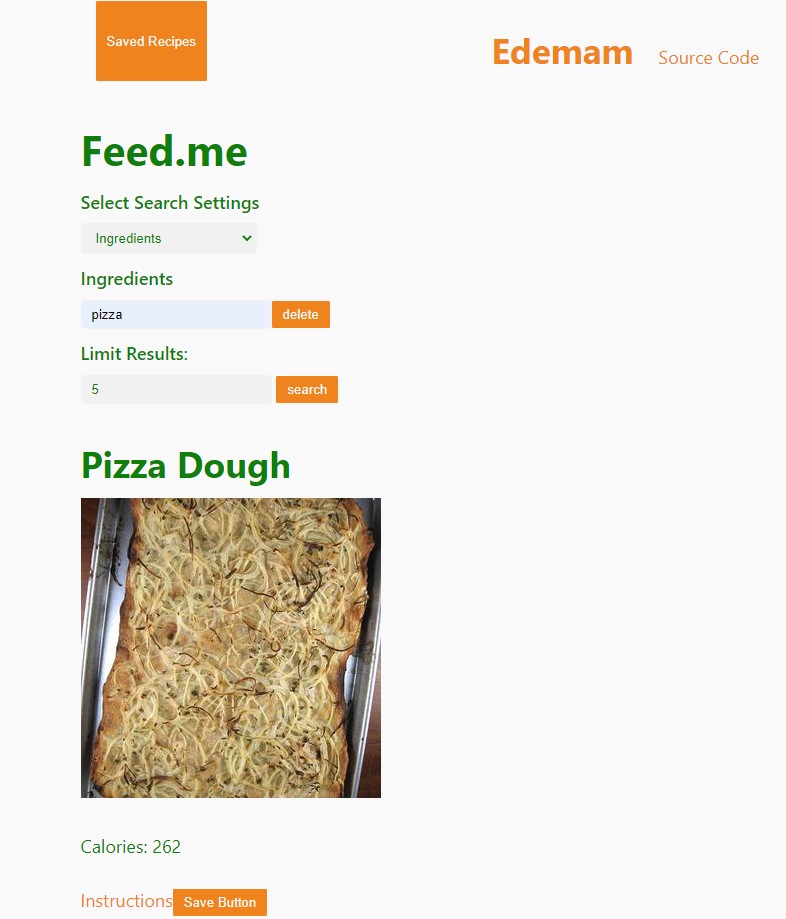 Saved Recipes
Edemam Source Code
Feed.me
Select Search Settings
Ingredients
Ingredients
pizza delete
Limit Results:
5 search
Pizza Dough
Calories: 262
Instructions Save Button